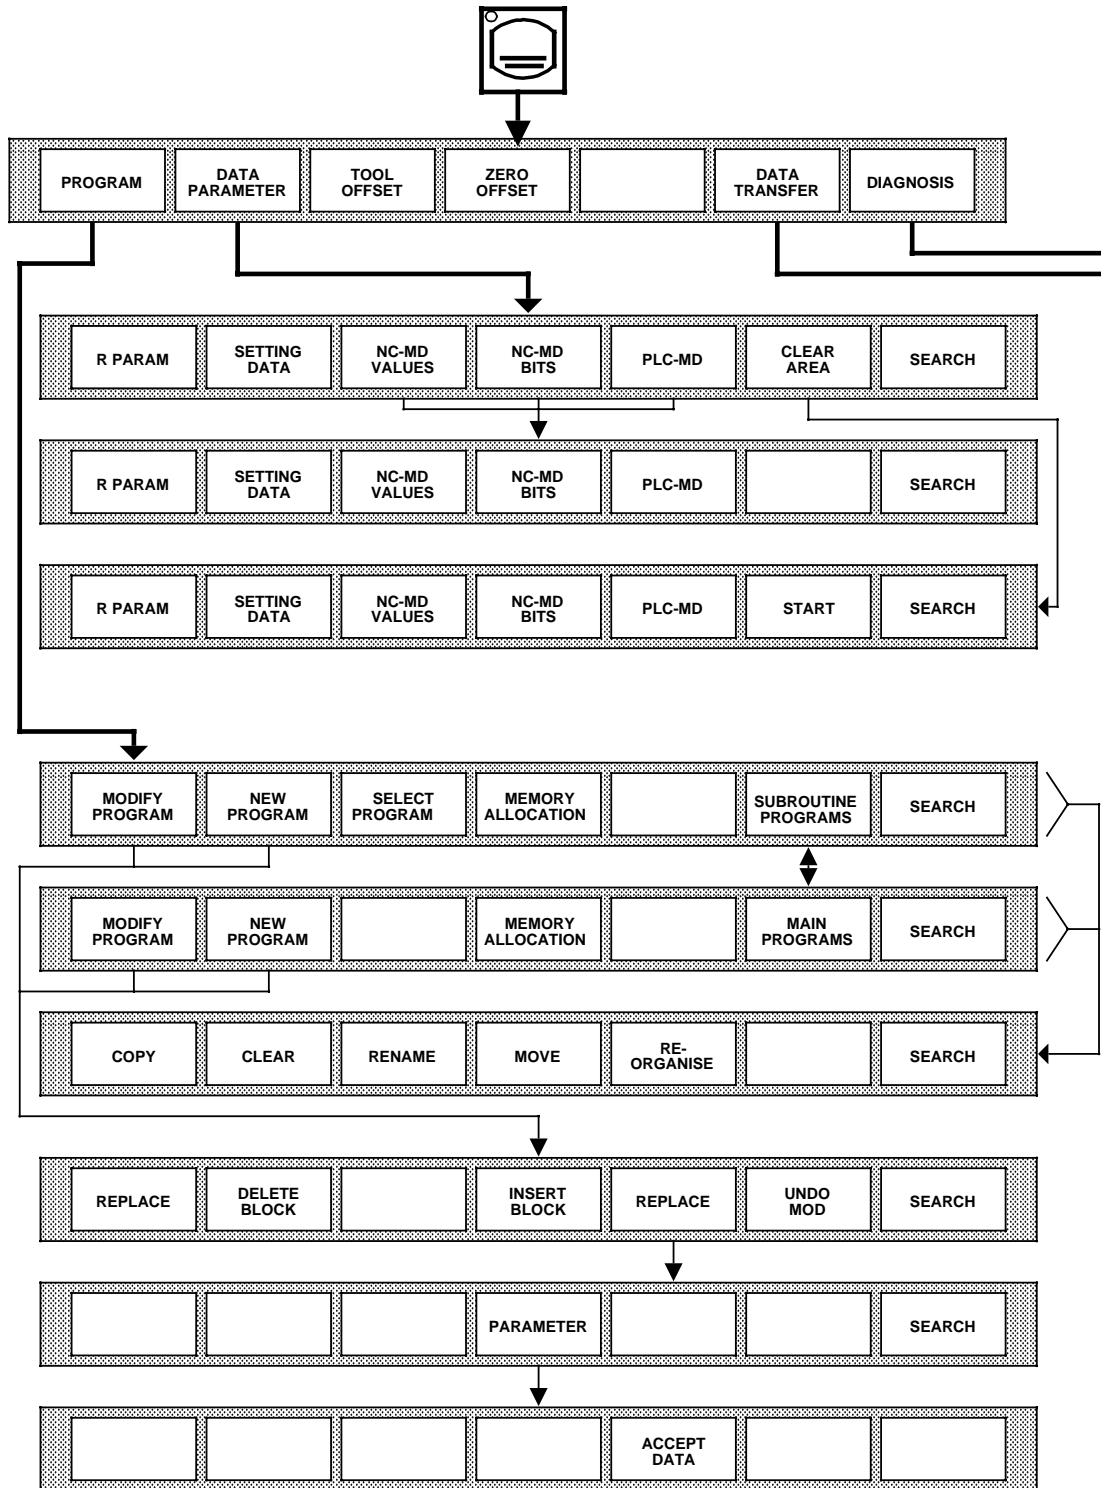 PROGRAM
DATA
PARAMETER
TOOL
OFFSET
ZERO
OFFSET
DATA
TRANSFER
DIAGNOSIS
R PARAM
SETTING
DATA
NC-MD
VALUES
NC-MD
BITS
PLC-MD
CLEAR
AREA
SEARCH
R PARAM
SETTING
DATA
NC-MD
VALUES
NC-MD
BITS
PLC-MD
SEARCH
R PARAM
SETTING
DATA
NC-MD
VALUES
NC-MD
BITS
PLC-MD
START
SEARCH
MODIFY
PROGRAM
NEW
PROGRAM
SELECT
PROGRAM
MEMORY
ALLOCATION
SUBROUTINE
PROGRAMS
SEARCH
MODIFY
PROGRAM
NEW
PROGRAM
MEMORY
ALLOCATION
MAIN
PROGRAMS
SEARCH
COPY
CLEAR
RENAME
MOVE
RE-
ORGANISE
SEARCH
REPLACE
DELETE
BLOCK
INSERT
BLOCK
REPLACE
UNDO
MOD
SEARCH
PARAMETER
SEARCH
ACCEPT
DATA